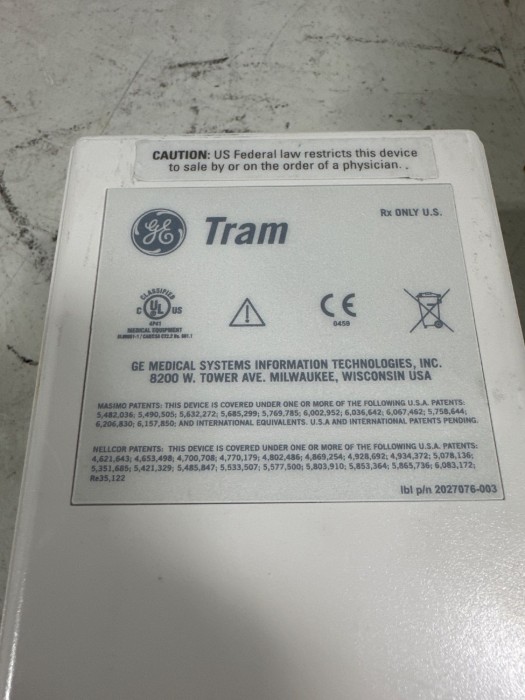 CAUTION: US Federal law restricts this device
to sale by or on the order of a physician.
GE
Tram
Rx ONLY U.S.
CLASSIFIED
C UL US
4P41
MEDICAL EQUIPMENT
CE
0459
GE MEDICAL SYSTEMS INFORMATION TECHNOLOGIES, INC.
8200 W. TOWER AVE. MILWAUKEE, WISCONSIN USA
MASIMO PATENTS: THIS DEVICE IS COVERED UNDER ONE OR MORE OF THE FOLLOWING U.S.A. PATENTS:
5,482,036; 5,490,505; 5,632,272; 5,685,299; 5,769,785; 6,002,952; 6,036,642; 6,067,462; 5,758,644;
6,206,830; 6,157,850; AND INTERNATIONAL EQUIVALENTS. U.S.A AND INTERNATIONAL PATENTS PENDING.
NELLCOR PATENTS: THIS DEVICE IS COVERED UNDER ONE OR MORE OF THE FOLLOWING U.S.A. PATENTS:
4,621,643; 4,653,498; 4,700,708; 4,770,179; 4,802,486; 4,869,254; 4,928,692; 4,934,372; 5,078,136;
5,351,685; 5,421,329; 5,485,847; 5,533,507; 5,577,500; 5,803,910; 5,853,364; 5,865,736; 6,083,172;
Re35,122
lbl p/n 2027076-003